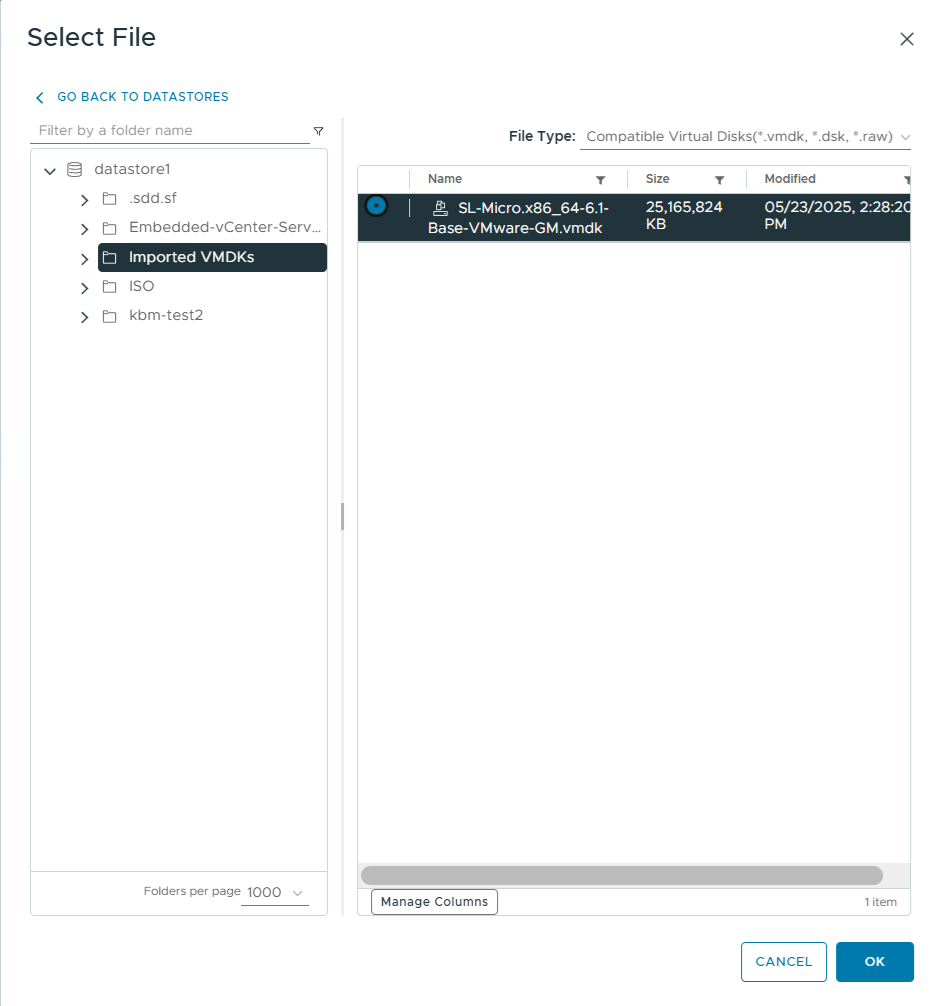 Select File
GO BACK TO DATASTORES
Filter by a folder name
datastore1
.sdd.sf
Embedded-vCenter-Serv...
Imported VMDKs
ISO
kbm-test2
Folders per page 1000
File Type: Compatible Virtual Disks(*.vmdk, *.dsk, *.raw)
Name Size Modified
SL-Micro.x86_64-6.1- 25,165,824 05/23/2025, 2:28:20
Base-VMware-GM.vmdk KB PM
Manage Columns 1 item
CANCEL OK